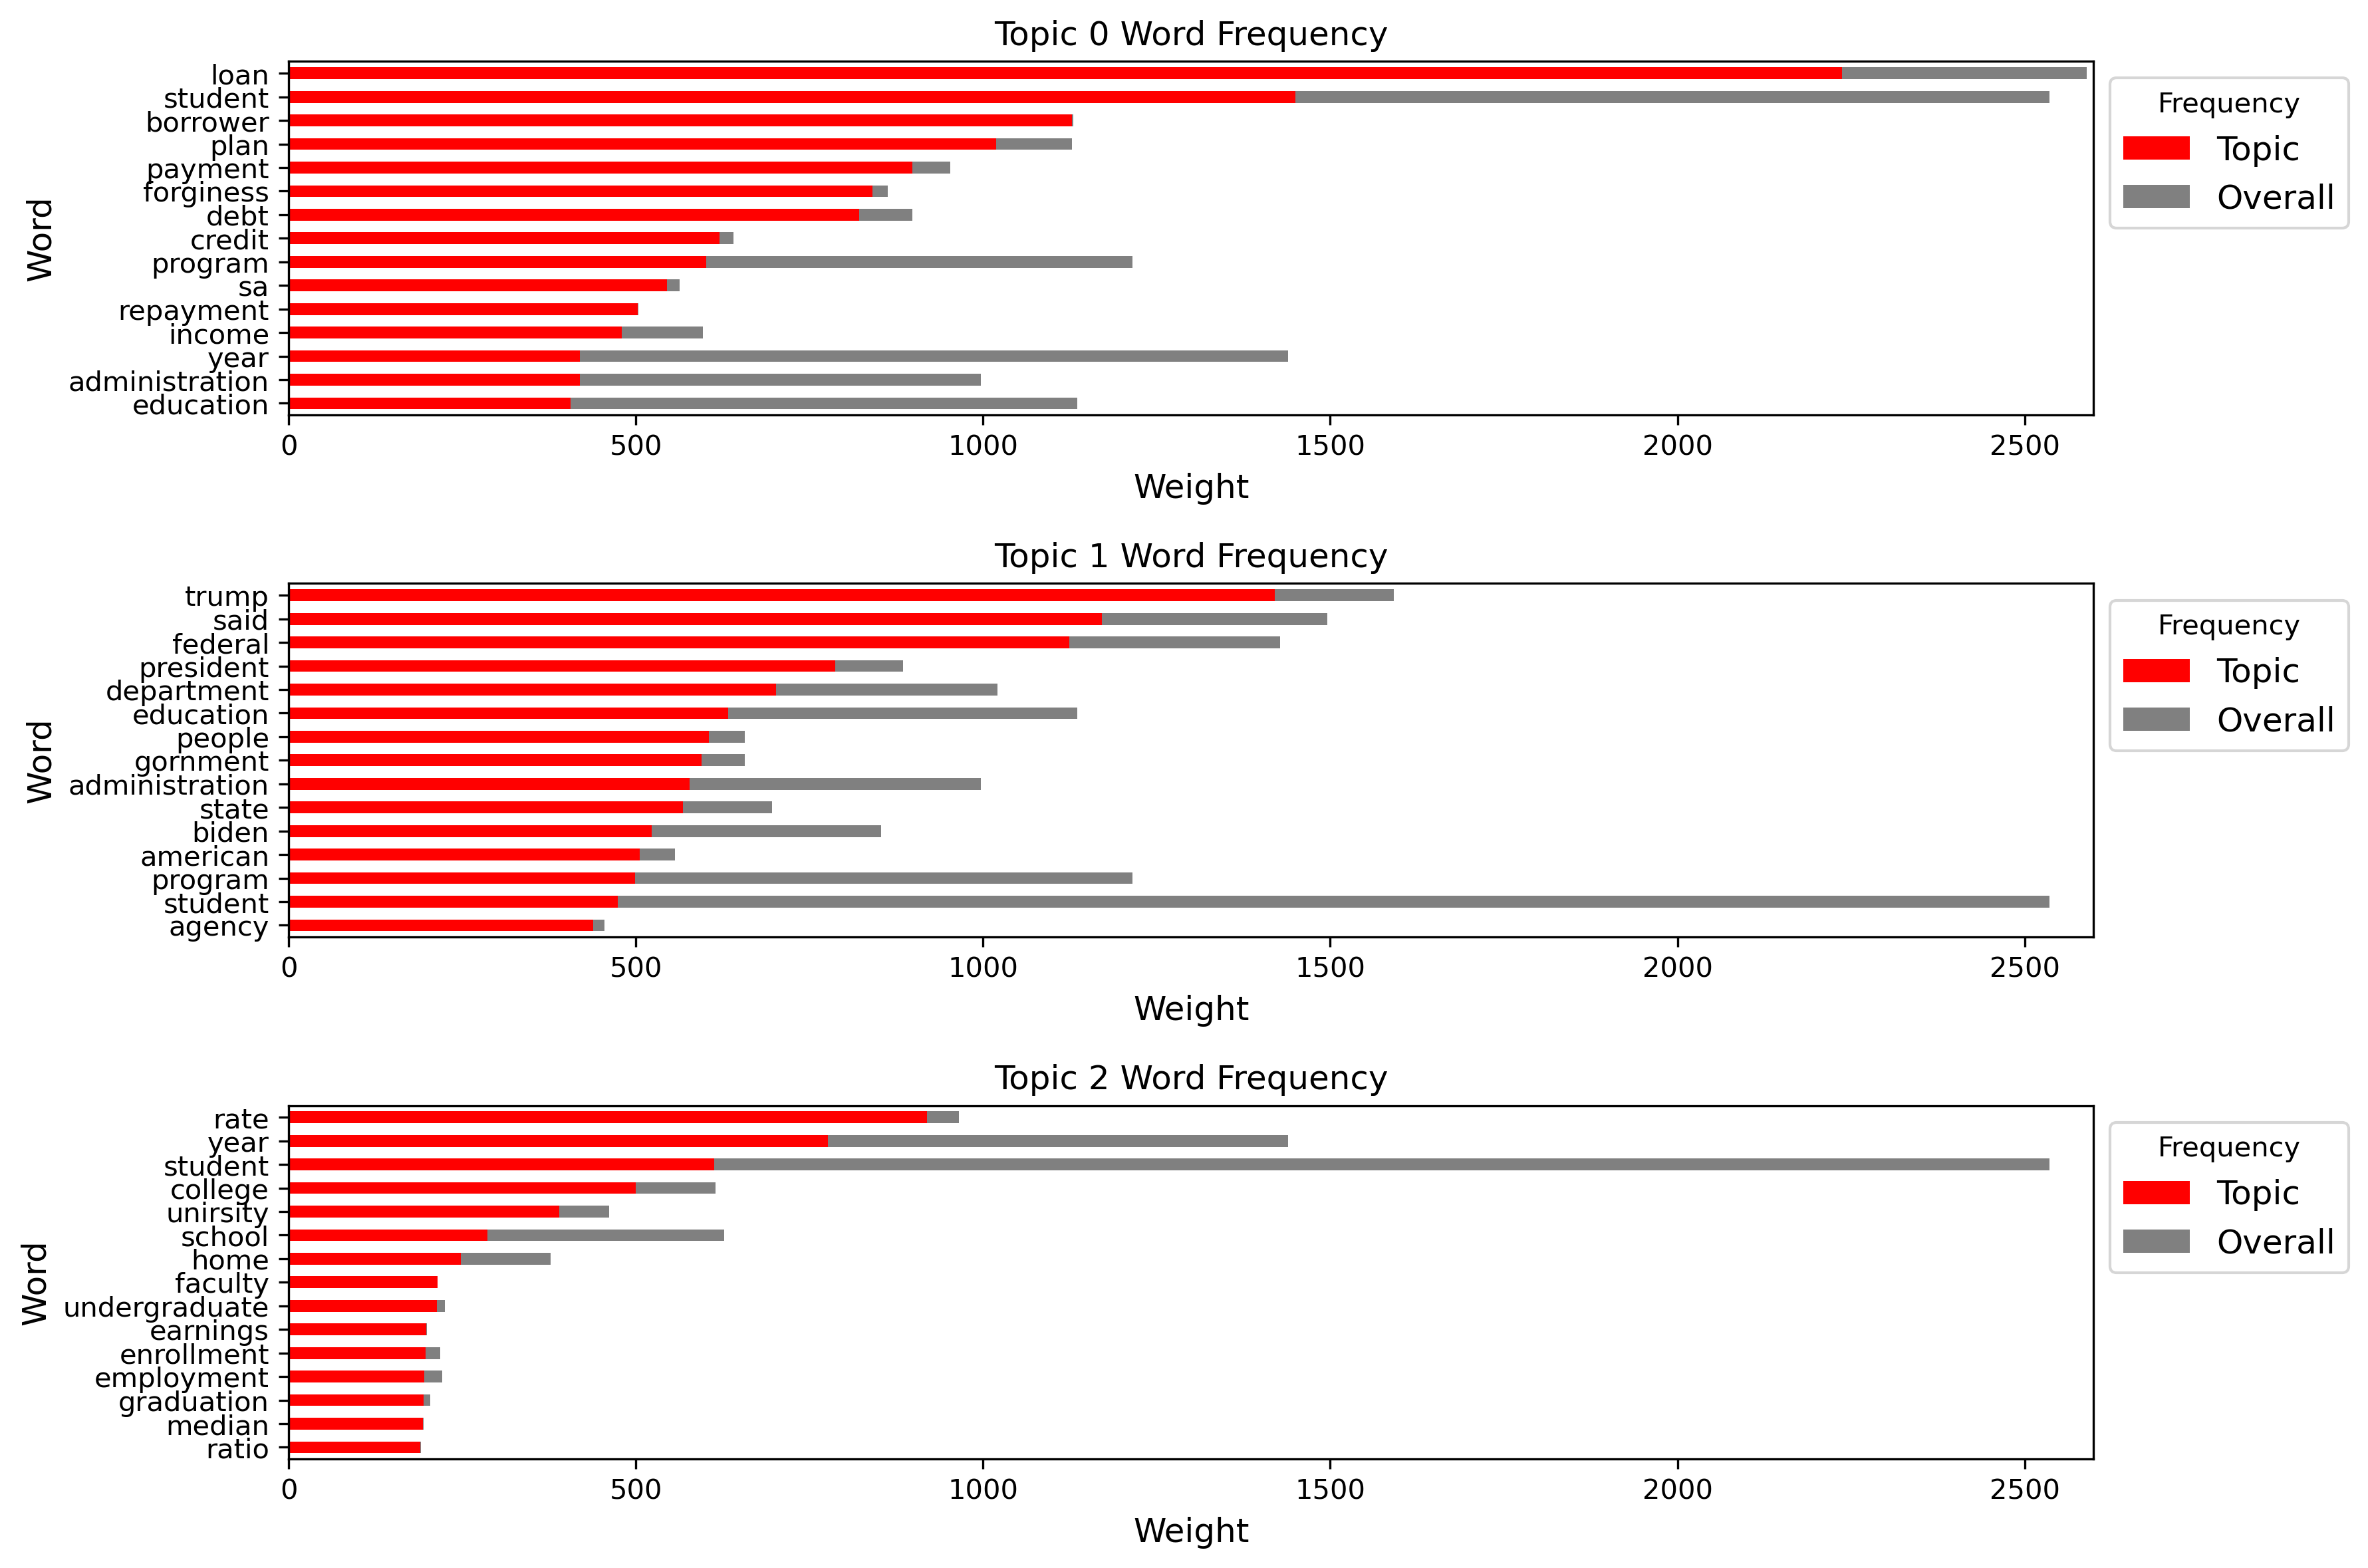 Topic 0 Word Frequency
Word
loan
student
borrower
plan
payment
forginess
debt
credit
program
sa
repayment
income
year
administration
education
0 500 1000 1500 2000 2500
Weight
Frequency
Topic
Overall
Topic 1 Word Frequency
Word
trump
said
federal
president
department
education
people
gornment
administration
state
biden
american
program
student
agency
0 500 1000 1500 2000 2500
Weight
Frequency
Topic
Overall
Topic 2 Word Frequency
Word
rate
year
student
college
unirsity
school
home
faculty
undergraduate
earnings
enrollment
employment
graduation
median
ratio
0 500 1000 1500 2000 2500
Weight
Frequency
Topic
Overall